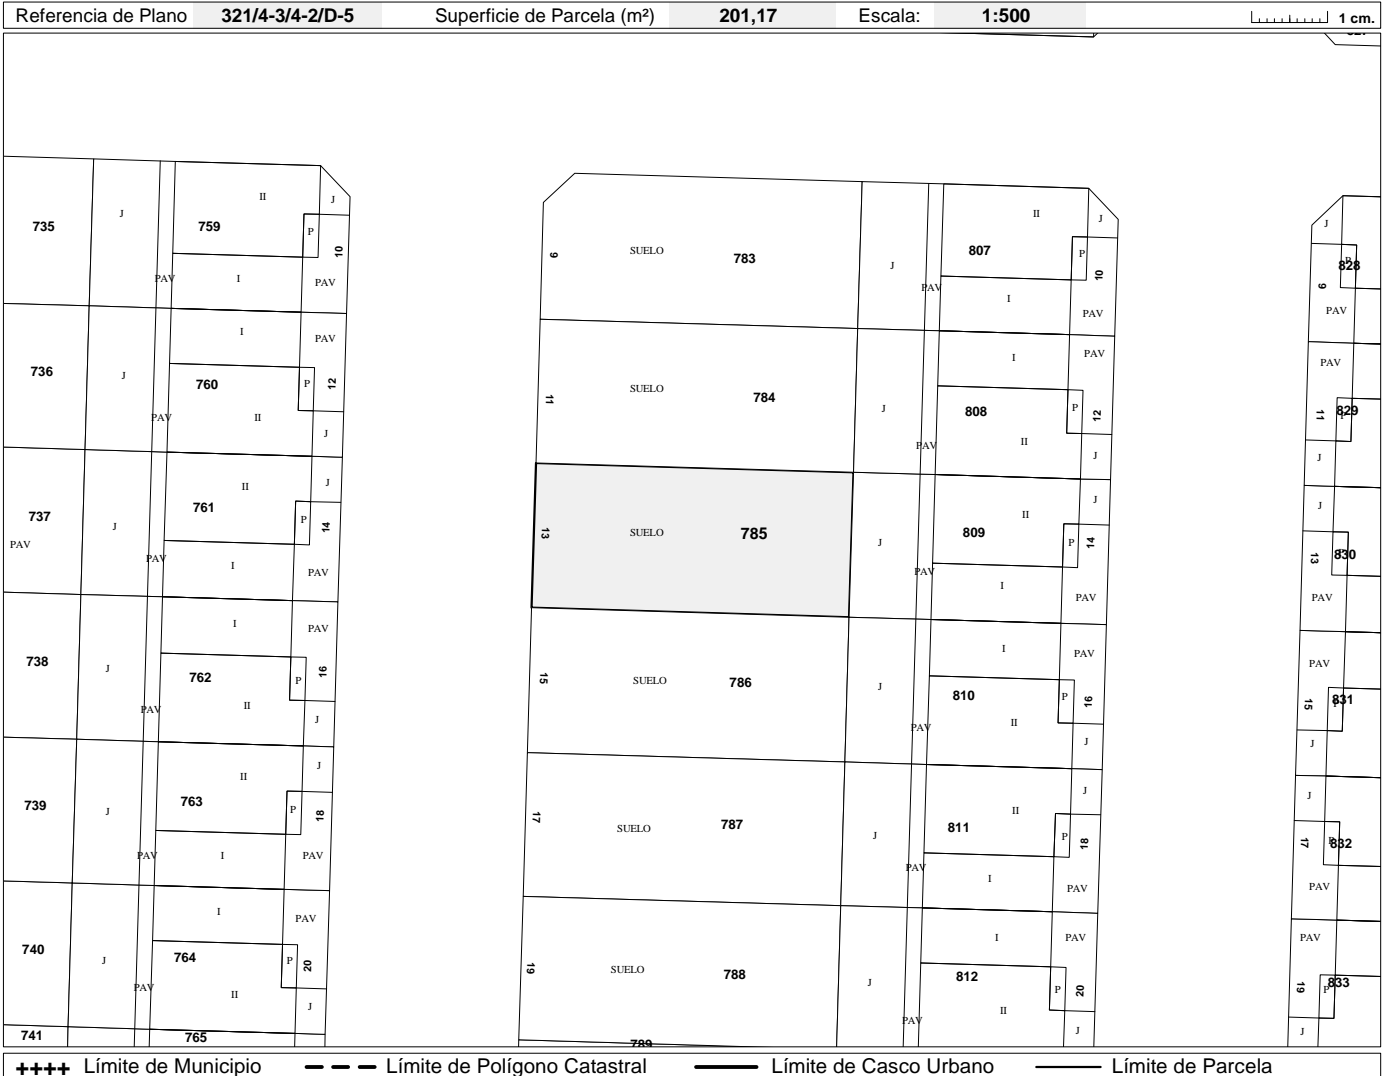 Referencia de Plano 321/4-3/4-2/D-5 Superficie de Parcela (m²) 201,17 Escala: 1:500 1 cm.
735 J II 759 J P 10 PAV I PAV
9 SUELO 783 J II 807 J P 10 PAV I PAV
J 9 P 828 PAV
736 J I PAV 760 P 12 PAV II J
11 SUELO 784 J I PAV 808 P 12 PAV II J
PAV 11 829 P J
737 PAV J II J 761 P 14 PAV I PAV
13 SUELO 785 J J II 809 P 14 PAV I PAV
J 13 P 830 PAV
738 J I PAV 762 P 16 PAV II J
15 SUELO 786 J I PAV 810 P 16 PAV II J
PAV 15 P 831 J
739 J II J 763 P 18 PAV I PAV
17 SUELO 787 J J II 811 P 18 PAV I PAV
J 17 P 832 PAV
740 J I PAV 764 P 20 PAV II J
19 SUELO 788 J I PAV 812 P 20 PAV II J
PAV 19 P 833 J
741 765 789
++++ Límite de Municipio Límite de Polígono Catastral Límite de Casco Urbano Límite de Parcela